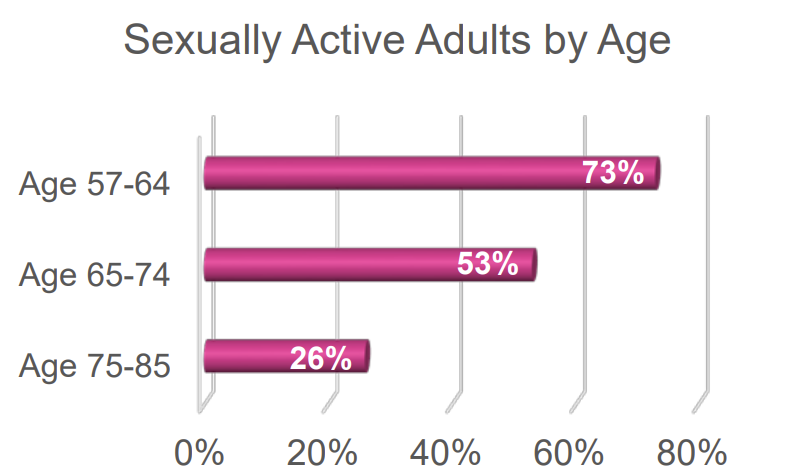 Sexually Active Adults by Age
Age 57-64 73%
Age 65-74 53%
Age 75-85 26%
0% 20% 40% 60% 80%